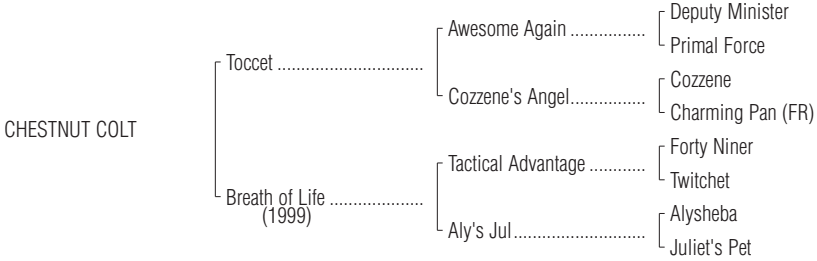 Deputy Minister
Awesome Again ................
Primal Force
Toccet ...............................
Cozzene
Cozzene's Angel................
Charming Pan (FR)
CHESTNUT COLT
Forty Niner
Tactical Advantage ............
Twitchet
Breath of Life ....................
(1999)
Alysheba
Aly's Jul............................
Juliet's Pet